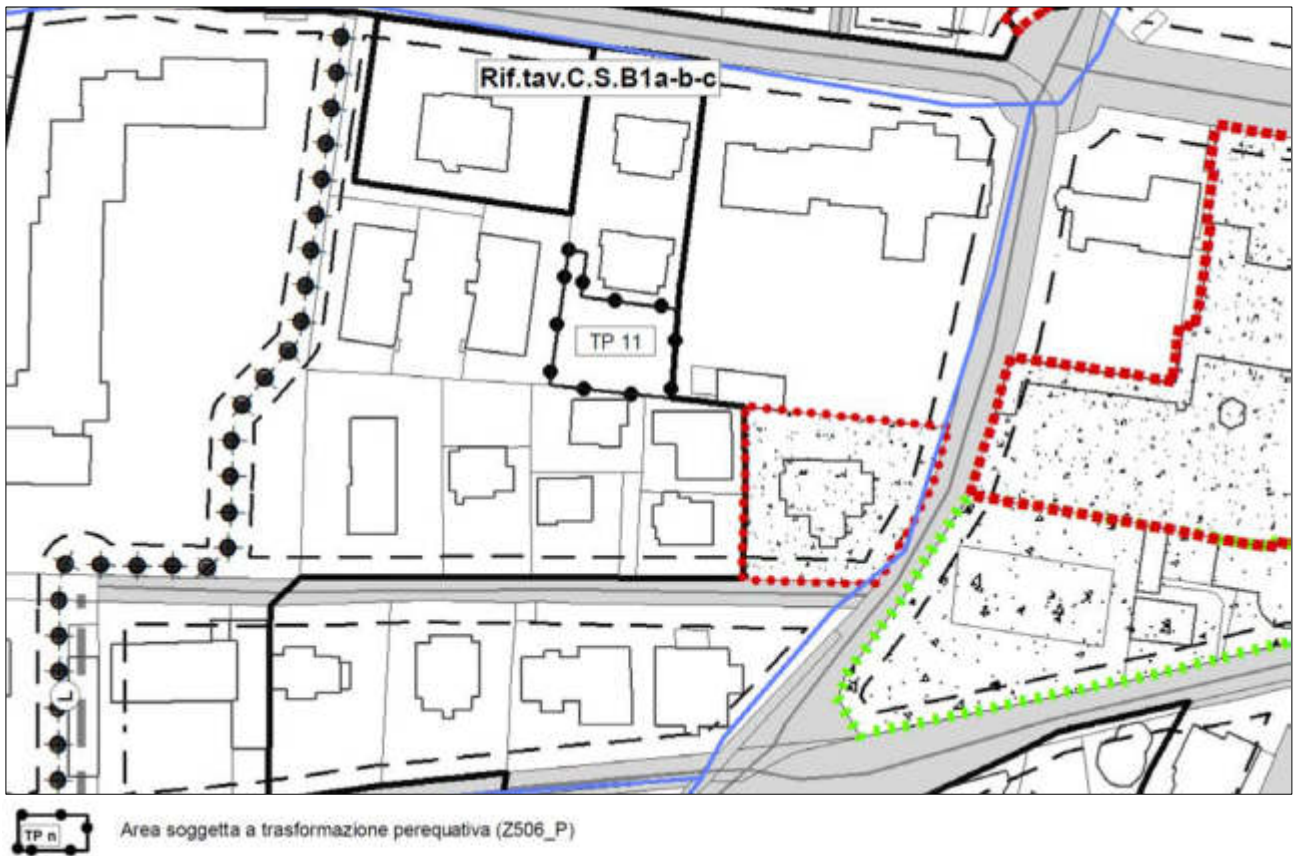 Rif.tav.C.S.B1a-b-c
TP 11
L
TP n
Area soggetta a trasformazione perequativa (Z506_P)